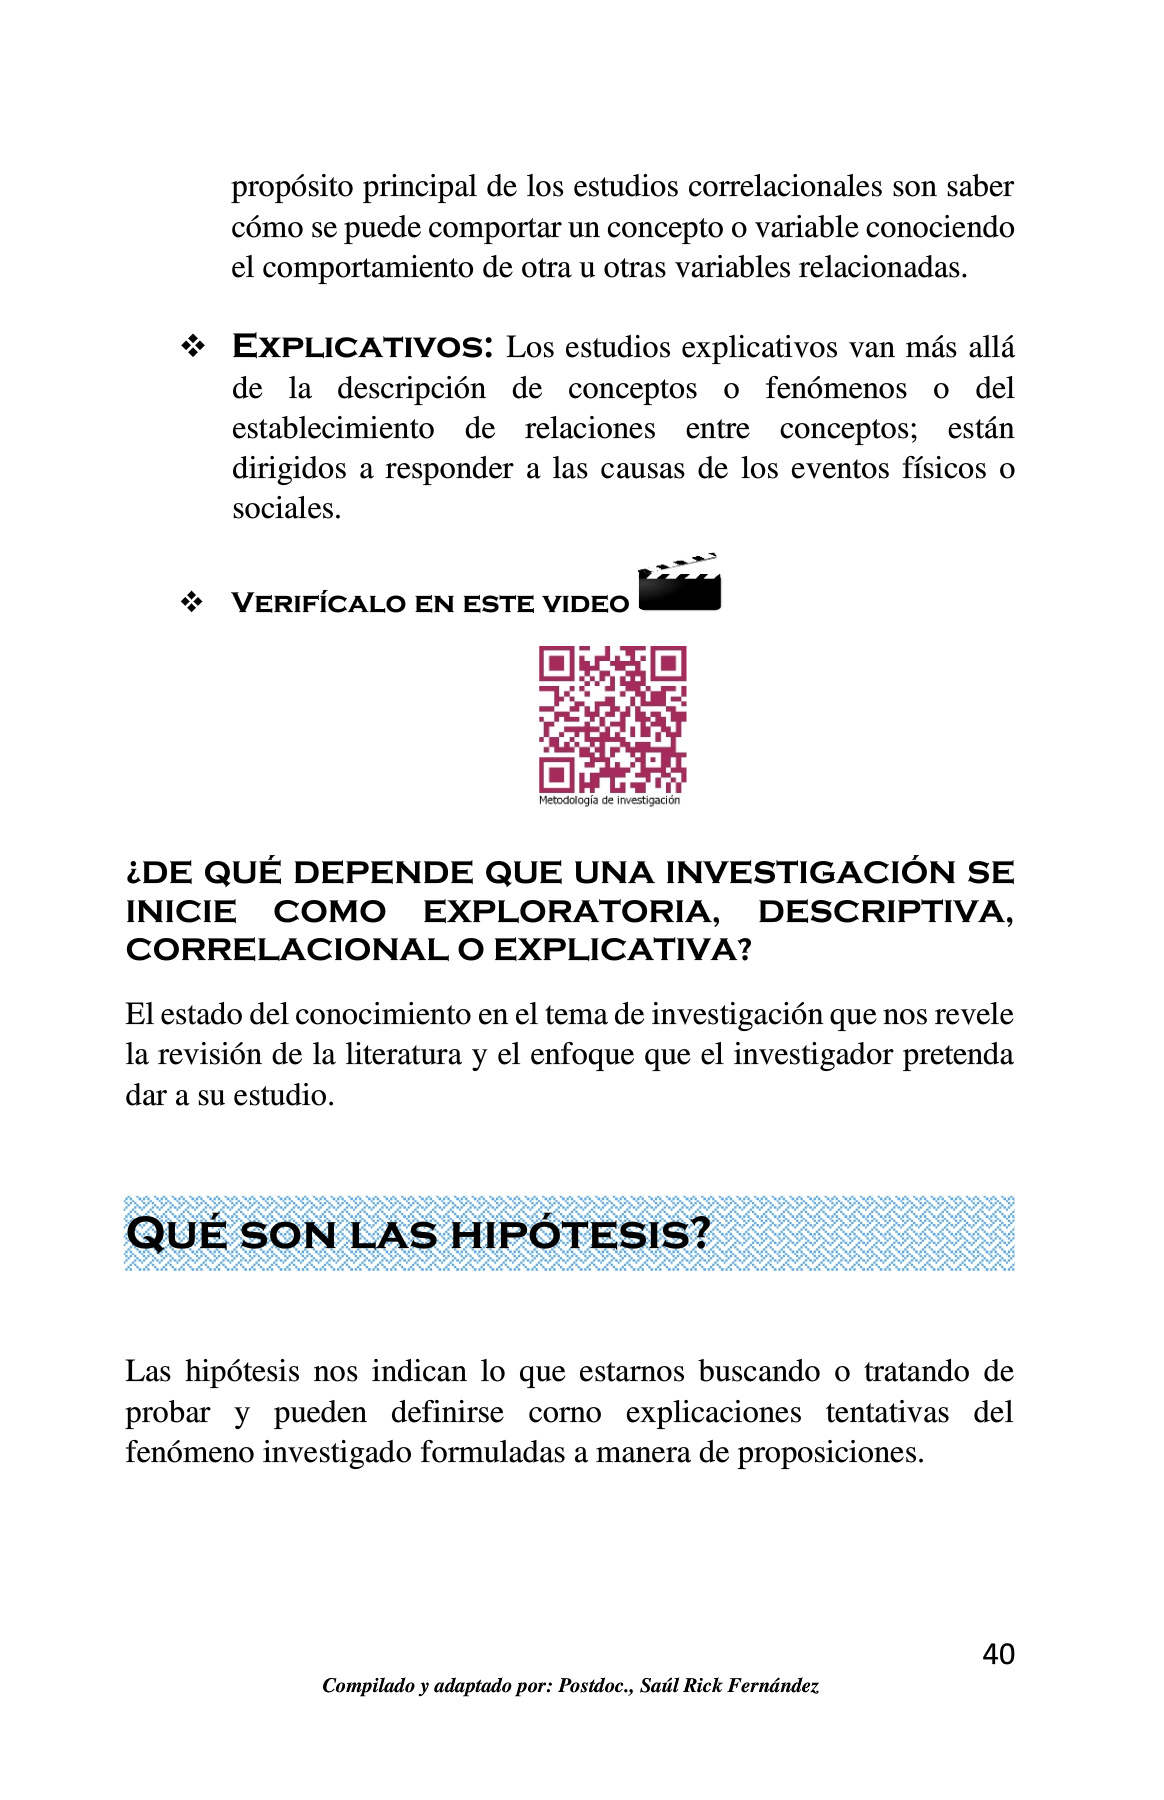 propósito principal de los estudios correlacionales son saber
cómo se puede comportar un concepto o variable conociendo
el comportamiento de otra u otras variables relacionadas.
❖ EXPLICATIVOS: Los estudios explicativos van más allá
de la descripción de conceptos o fenómenos o del
establecimiento de relaciones entre conceptos; están
dirigidos a responder a las causas de los eventos físicos o
sociales.
❖ VERIFÍCALO EN ESTE VIDEO
Metodología de investigación
¿DE QUÉ DEPENDE QUE UNA INVESTIGACIÓN SE
INICIE COMO EXPLORATORIA, DESCRIPTIVA,
CORRELACIONAL O EXPLICATIVA?
El estado del conocimiento en el tema de investigación que nos revele
la revisión de la literatura y el enfoque que el investigador pretenda
dar a su estudio.
QUÉ SON LAS HIPÓTESIS?
Las hipótesis nos indican lo que estarnos buscando o tratando de
probar y pueden definirse corno explicaciones tentativas del
fenómeno investigado formuladas a manera de proposiciones.
40
Compilado y adaptado por: Postdoc., Saúl Rick Fernández